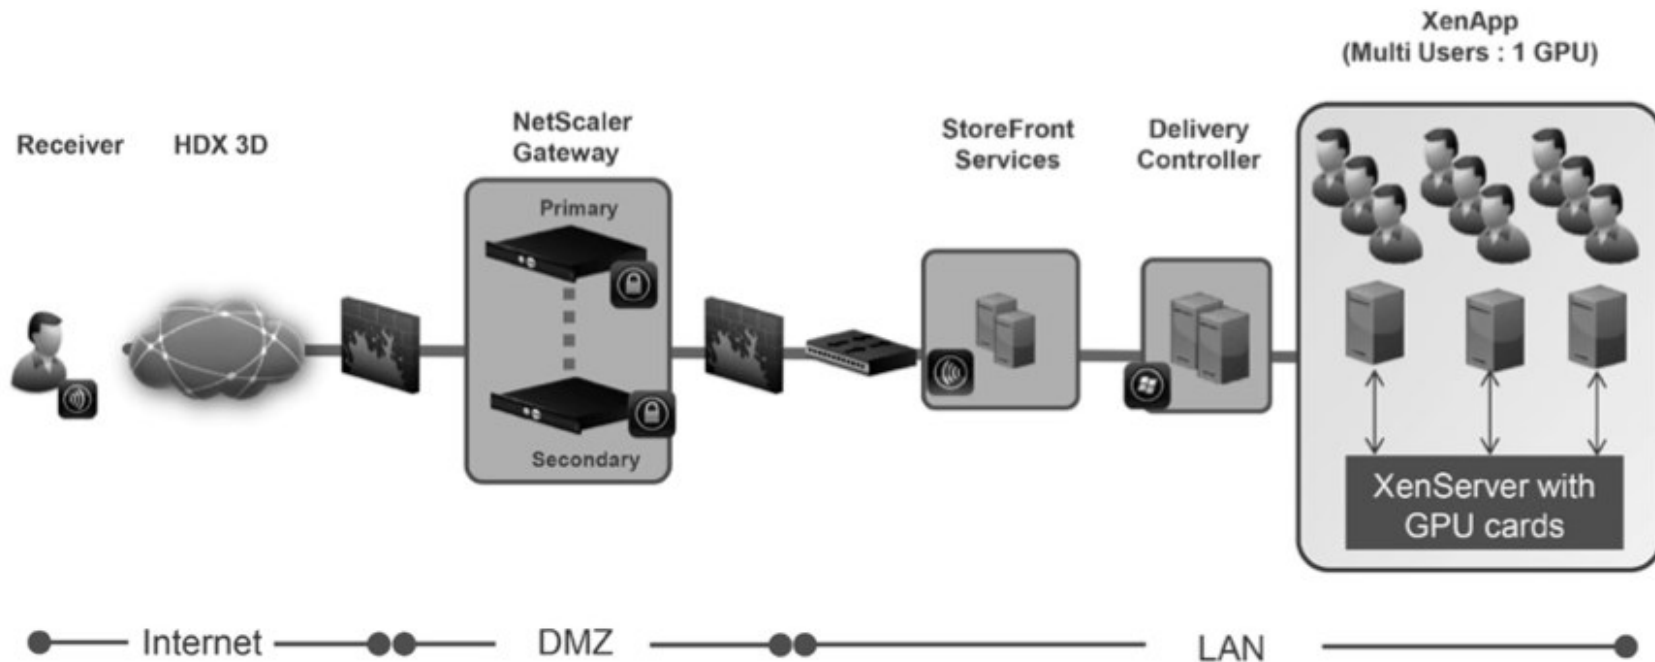 XenApp
(Multi Users : 1 GPU)
Receiver
HDX 3D
NetScaler
Gateway
Primary
Secondary
StoreFront
Services
Delivery
Controller
XenServer with
GPU cards
Internet
DMZ
LAN